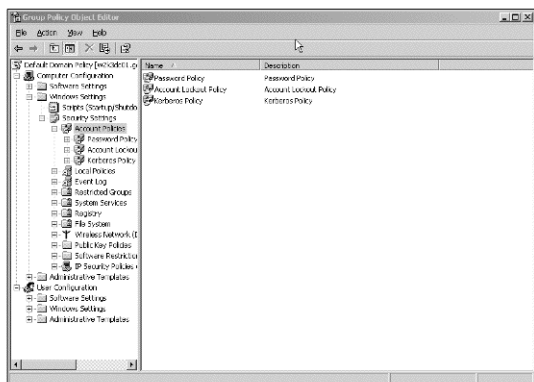 Group Policy Object Editor
File Action View Help
Default Domain Policy [w2k3dc01.g
Computer Configuration
Software Settings
Windows Settings
Scripts (Startup/Shutdo
Security Settings
Account Policies
Password Policy
Account Lockou
Kerberos Policy
Local Policies
Event Log
Restricted Groups
System Services
Registry
File System
Wireless Network (I
Public Key Policies
Software Restriction
IP Security Policies
Administrative Templates
User Configuration
Software Settings
Windows Settings
Administrative Templates
Name Description
Password Policy Password Policy
Account Lockout Policy Account Lockout Policy
Kerberos Policy Kerberos Policy